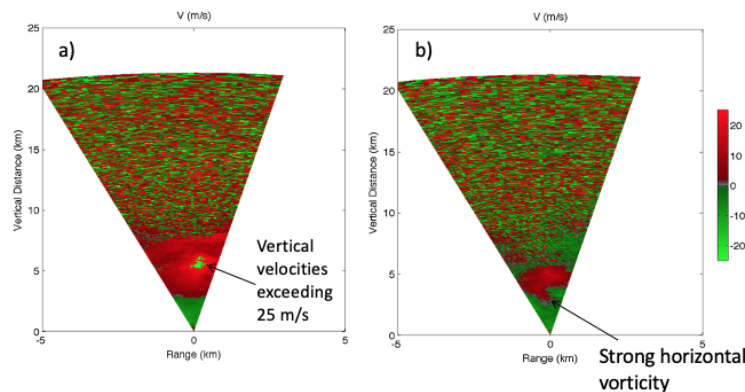 V (m/s)
a)
25
20
15
10
5
0
-5
0
5
Vertical Distance (km)
Range (km)
Vertical
velocities
exceeding
25 m/s
V (m/s)
b)
25
20
15
10
5
0
-5
0
5
Vertical Distance (km)
Range (km)
Strong horizontal
vorticity
20
10
0
-10
-20